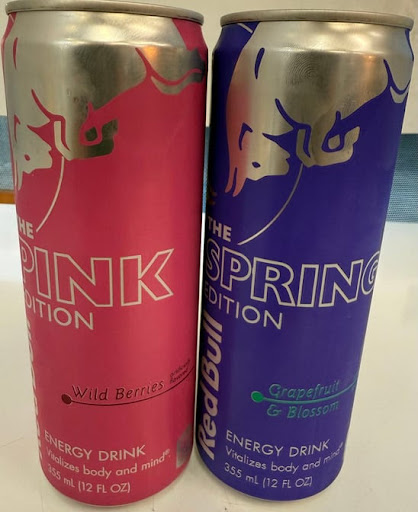 THE
PINK
EDITION
Wild Berries
ENERGY DRINK
Vitalizes body and mind®
355 mL (12 FL OZ)
THE
SPRING
EDITION
Red Bull
Grapefruit
& Blossom
ENERGY DRINK
Vitalizes body and mind®
355 mL (12 FL OZ)